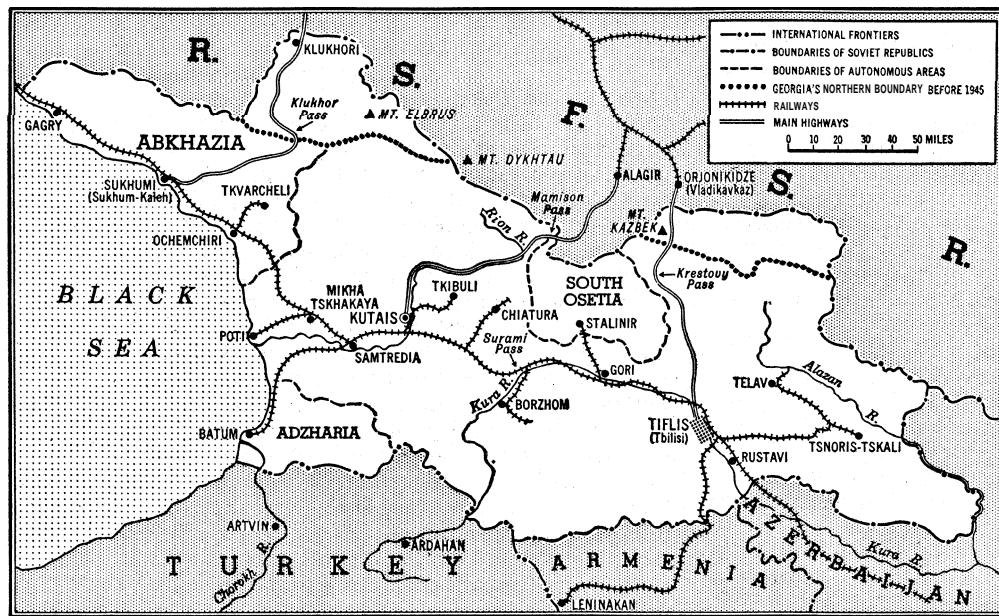 INTERNATIONAL FRONTIERS
BOUNDARIES OF SOVIET REPUBLICS
BOUNDARIES OF AUTONOMOUS AREAS
GEORGIA'S NORTHERN BOUNDARY BEFORE 1945
RAILWAYS
MAIN HIGHWAYS
0 10 20 30 40 50 MILES
R. S. F. S. R.
KLUKHORI
Klukhor
Pass
MT. ELBRUS
GAGRY
ABKHAZIA
MT. DYKHTAU
ALAGIR
ORJONIKIDZE
(Vladikavkaz)
SUKHUMI
(Sukhum-Kaleh)
TKVARCHELI
Mamison
Pass
Rion R.
MT.
KAZBEK
OCHEMCHIRI
Krestovy
Pass
BLACK
SEA
MIKHA
TSKHAKAYA
TKIBULI
SOUTH
OSETIA
KUTAIS
CHIATURA
STALINIR
POTI
SAMTREDIA
Surami
Pass
GORI
TELAV
Alazan
R.
Kura R.
BORZHOM
BATUM
ADZHARIA
TIFLIS
(Tbilisi)
TSNORIS-TSKALI
RUSTAVI
ARTVIN
ARDAHAN
Chorokh R.
TURKEY
ARMENIA
AZERBAIJAN
Kura R.
LENINAKAN